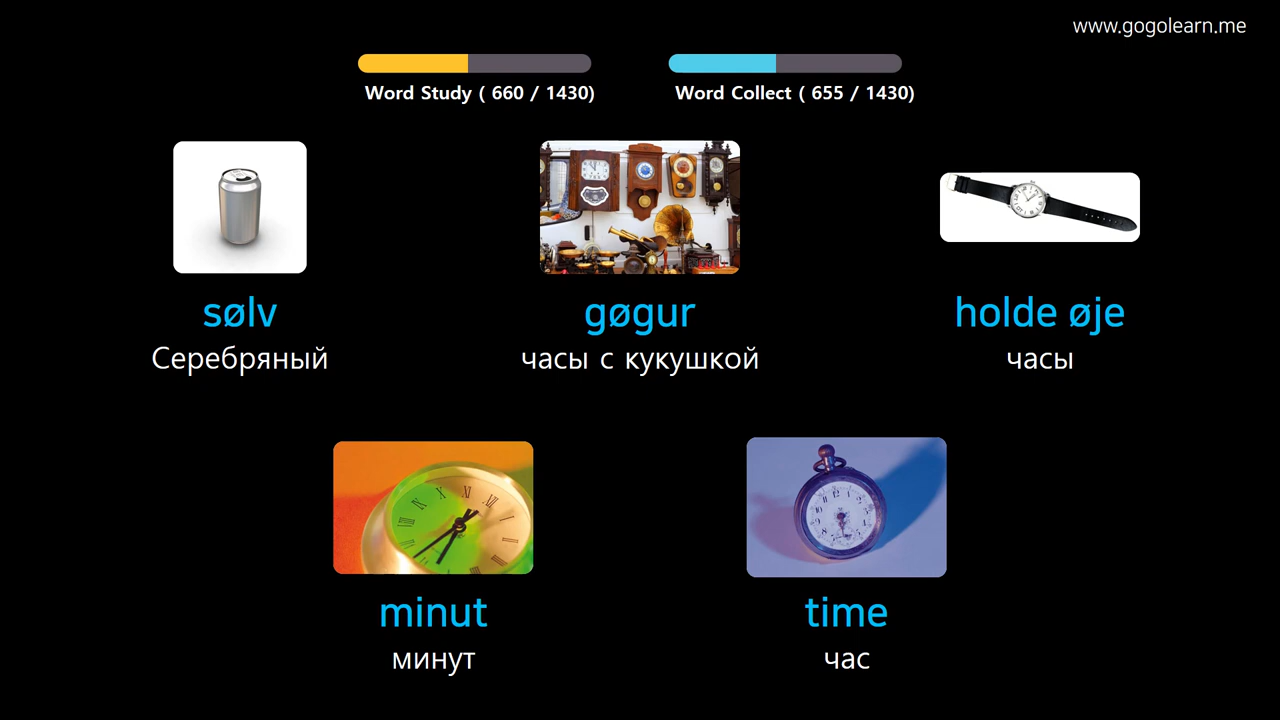 www.gogolearn.me
Word Study ( 660 / 1430)
Word Collect ( 655 / 1430)
sølv
gøgur
holde øje
Серебряный
часы с кукушкой
часы
minut
time
минут
час